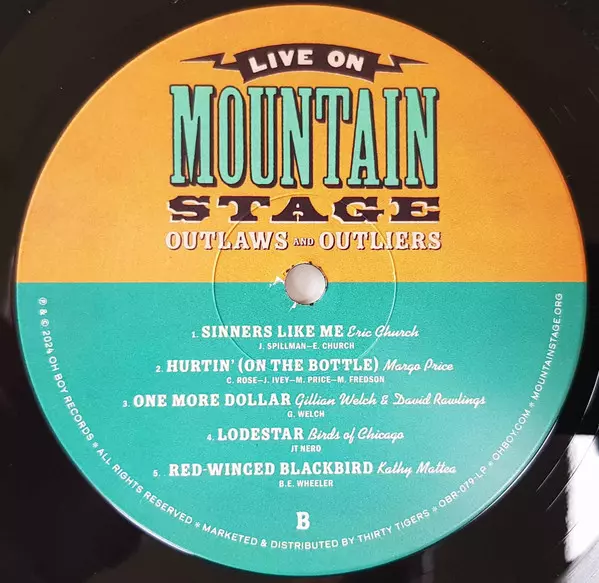 LIVE ON
MOUNTAIN
STAGE
OUTLAWS AND OUTLIERS
1. SINNERS LIKE ME Eric Church
J. SPILLMAN–E. CHURCH
2. HURTIN' (ON THE BOTTLE) Margo Price
C. ROSE–J. IVEY–M. PRICE–M. FREDSON
3. ONE MORE DOLLAR Gillian Welch & David Rawlings
G. WELCH
4. LODESTAR Birds of Chicago
JT NERO
5. RED-WINGED BLACKBIRD Kathy Mattea
B.E. WHEELER
B
℗ & © 2024 OH BOY RECORDS * ALL RIGHTS RESERVED * MARKETED & DISTRIBUTED BY THIRTY TIGERS * OBR-079-LP * OHBOY.COM * MOUNTAINSTAGE.ORG